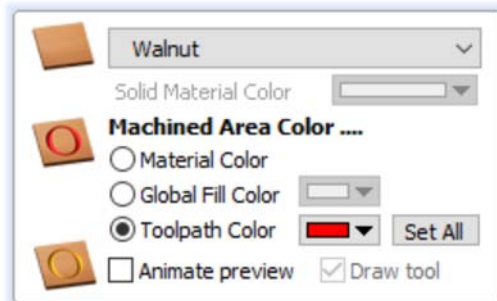 Walnut
Solid Material Color
Machined Area Color ....
Material Color
Global Fill Color
Toolpath Color Set All
Animate preview Draw tool